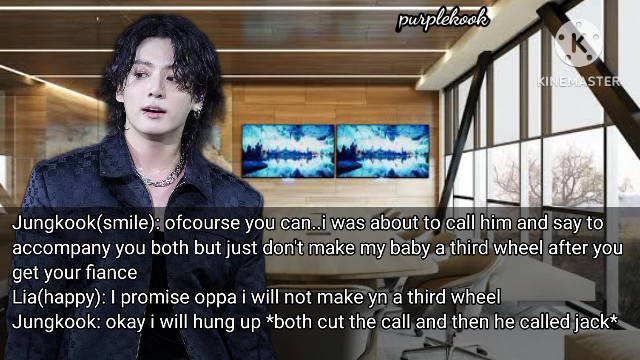 purplekook
KINEMASTER
Jungkook(smile): ofcourse you can..i was about to call him and say to
accompany you both but just don't make my baby a third wheel after you
get your fiance
Lia(happy): I promise oppa i will not make yn a third wheel
Jungkook: okay i will hung up *both cut the call and then he called jack*